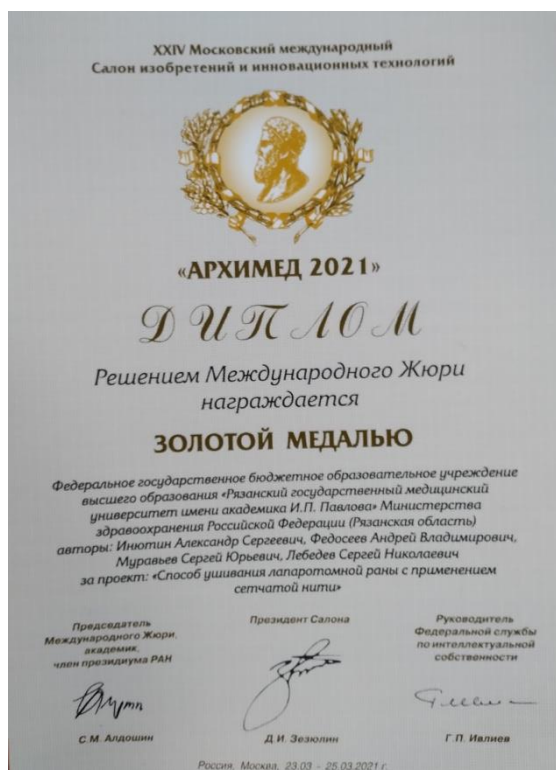 XXIV Московский международный
Салон изобретений и инновационных технологий
«АРХИМЕД 2021»
ДИПЛОМ
Решением Международного Жюри
награждается
ЗОЛОТОЙ МЕДАЛЬЮ
Федеральное государственное бюджетное образовательное учреждение
высшего образования «Рязанский государственный медицинский
университет имени академика И.П. Павлова» Министерства
здравоохранения Российской Федерации (Рязанская область)
авторы: Инютин Александр Сергеевич, Федосеев Андрей Владимирович,
Муравьев Сергей Юрьевич, Лебедев Сергей Николаевич
за проект: «Способ ушивания лапаротомной раны с применением
сетчатой нити»
Председатель
Международного Жюри,
академик,
член президиума РАН
С.М. Алдошин
Президент Салона
Д.И. Зезюлин
Руководитель
Федеральной службы
по интеллектуальной
собственности
Г.П. Ивлиев
Россия, Москва, 23.03 - 25.03.2021 г.